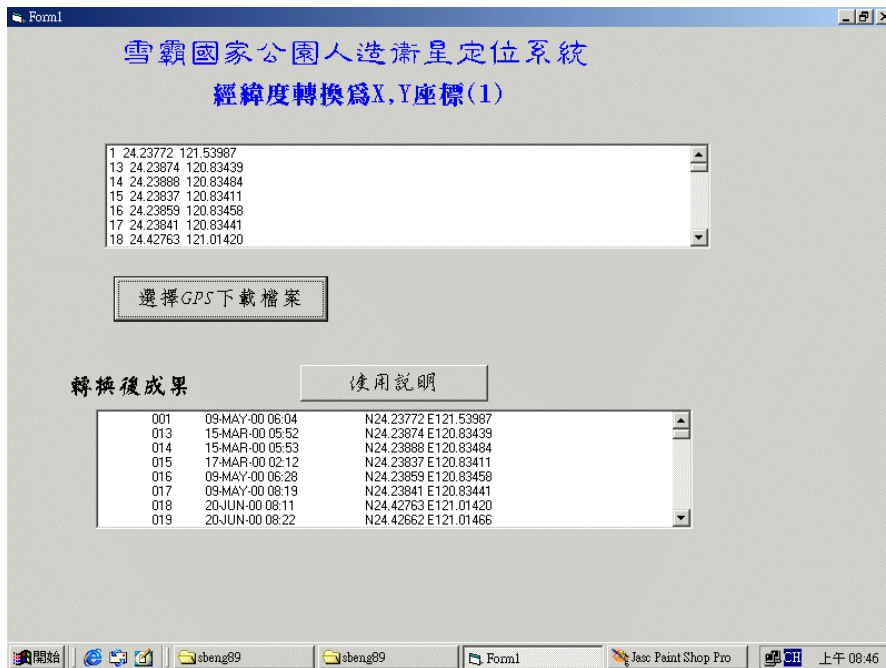 Form1
雪霸國家公園人造衛星定位系統
經緯度轉換爲X,Y座標(1)
1 24.23772 121.53987
13 24.23874 120.83439
14 24.23888 120.83484
15 24.23837 120.83411
16 24.23859 120.83458
17 24.23841 120.83441
18 24.42763 121.01420
選擇GPS下載檔案
轉換後成果
使用說明
001 09-MAY-00 06:04 N24.23772 E121.53987
013 15-MAR-00 05:52 N24.23874 E120.83439
014 15-MAR-00 05:53 N24.23888 E120.83484
015 17-MAR-00 02:12 N24.23837 E120.83411
016 09-MAY-00 06:28 N24.23859 E120.83458
017 09-MAY-00 08:19 N24.23841 E120.83441
018 20-JUN-00 08:11 N24.42763 E121.01420
019 20-JUN-00 08:22 N24.42662 E121.01466
開始 sbeng89 sbeng89 Form1 Jasc Paint Shop Pro CH 上午 08:46